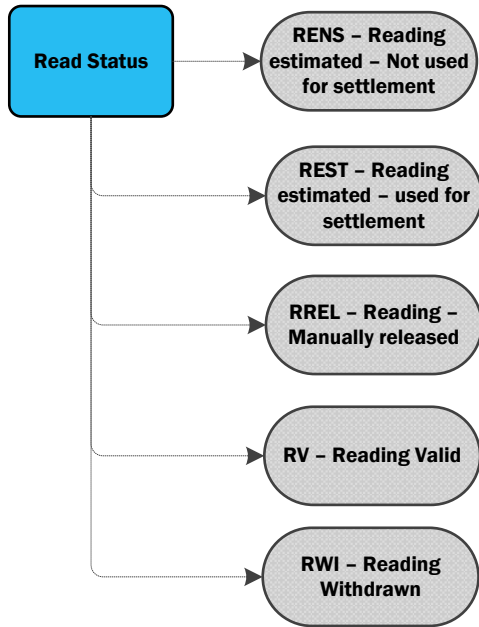 Read Status
RENS – Reading
estimated – Not used
for settlement
REST – Reading
estimated – used for
settlement
RREL – Reading –
Manually released
RV – Reading Valid
RWI – Reading
Withdrawn